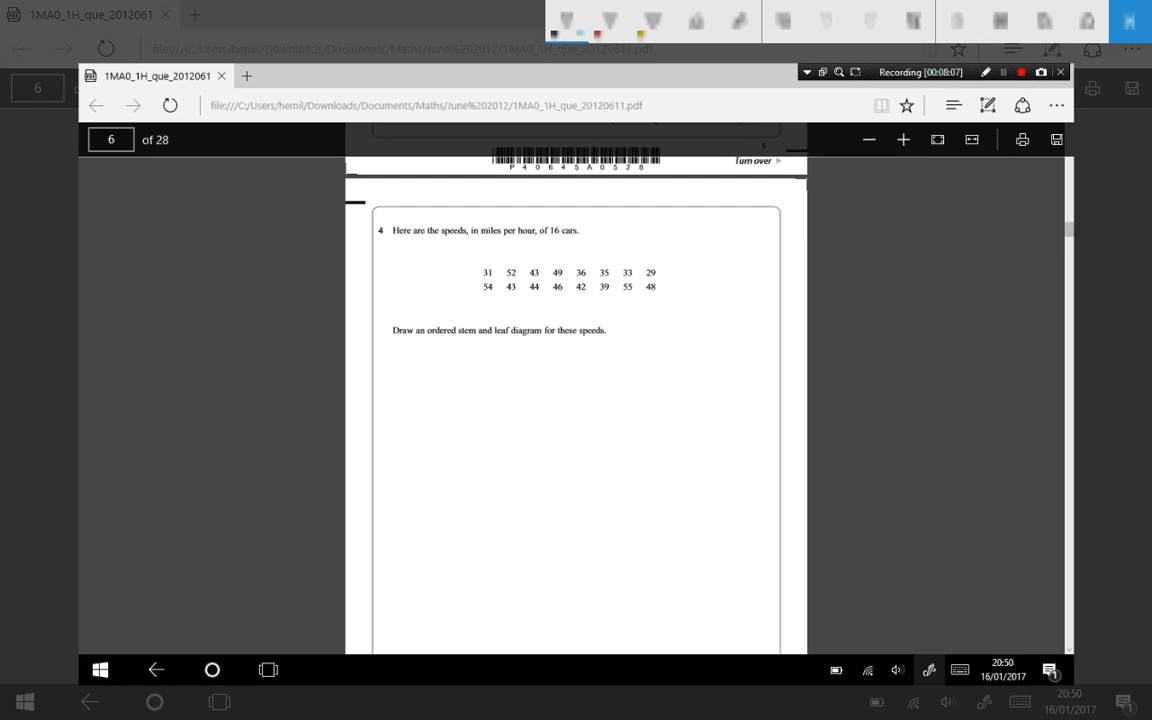 1MA0_1H_que_2012061
file:///C:/Users/hemil/Downloads/Documents/Maths/June%202012/1MA0_1H_que_20120611.pdf
6
1MA0_1H_que_2012061
Recording [00:08:07]
file:///C:/Users/hemil/Downloads/Documents/Maths/June%202012/1MA0_1H_que_20120611.pdf
6 of 28
5
P 4 0 6 4 5 A 0 5 2 8
Turn over
4 Here are the speeds, in miles per hour, of 16 cars.
31 52 43 49 36 35 33 29
54 43 44 46 42 39 55 48
Draw an ordered stem and leaf diagram for these speeds.
20:50
16/01/2017
1
20:50
16/01/2017
1